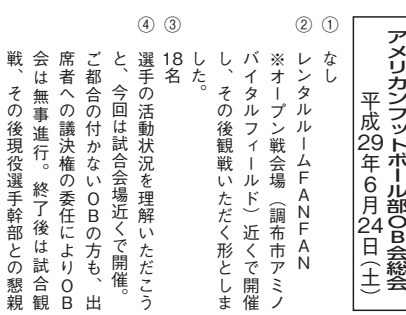 アメリカンフットボール部OB会総会
平成29年6月24日（土）
① なし
② レンタルルームＦＡＮＦＡＮ
※オープン戦会場（調布市アミノ
バイタルフィールド）近くで開催
し、その後観戦いただく形としま
した。
③ 18名
④ 選手の活動状況を理解いただこう
と、今回は試合会場近くで開催。
ご都合の付かないＯＢの方も、出
席者への議決権の委任によりＯＢ
会は無事進行。終了後は試合観
戦、その後現役選手幹部との懇親